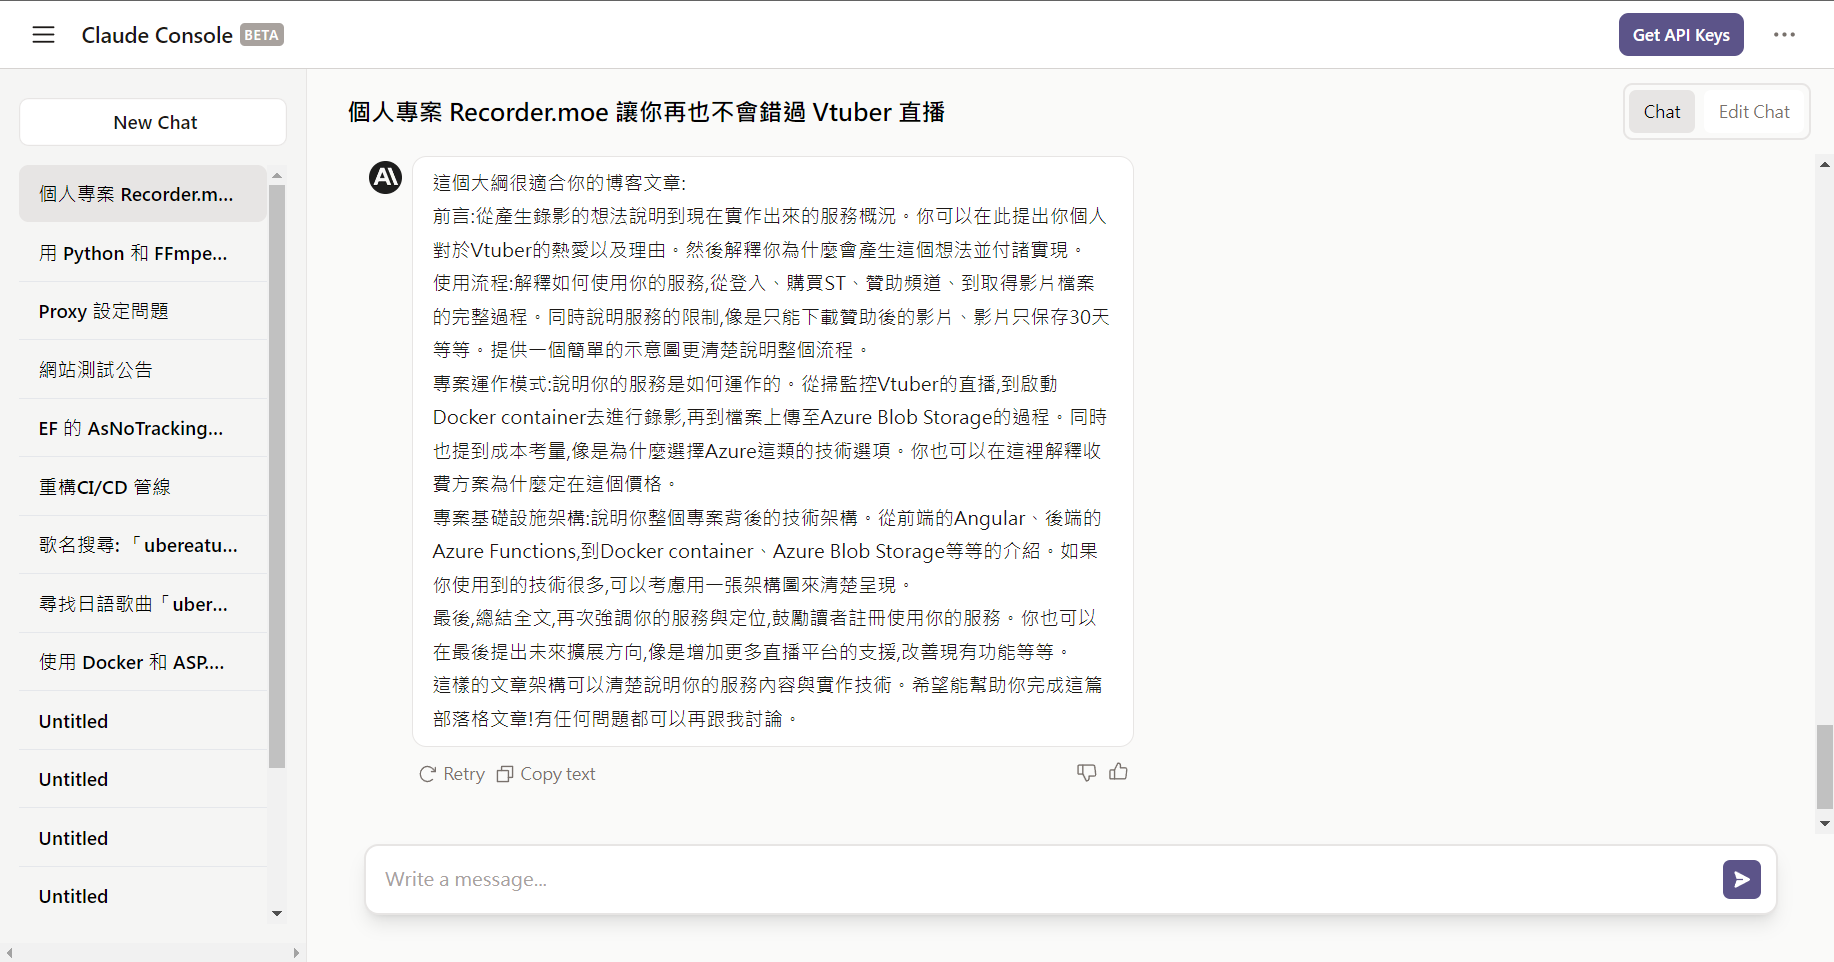 Claude Console BETA
Get API Keys
New Chat
個人專案 Recorder.m...
用 Python 和 FFmpe...
Proxy 設定問題
網站測試公告
EF 的 AsNoTracking...
重構CI/CD 管線
歌名搜尋: 「ubereatu...
尋找日語歌曲「uber...
使用 Docker 和 ASP....
Untitled
Untitled
Untitled
Untitled
個人專案 Recorder.moe 讓你再也不會錯過 Vtuber 直播
Chat
Edit Chat
這個大綱很適合你的博客文章:
前言:從產生錄影的想法說明到現在實作出來的服務概況。你可以在此提出你個人
對於Vtuber的熱愛以及理由。然後解釋你為什麼會產生這個想法並付諸實現。
使用流程:解釋如何使用你的服務,從登入、購買ST、贊助頻道、到取得影片檔案
的完整過程。同時說明服務的限制,像是只能下載贊助後的影片、影片只保存30天
等等。提供一個簡單的示意圖更清楚說明整個流程。
專案運作模式:說明你的服務是如何運作的。從掃監控Vtuber的直播,到啟動
Docker container去進行錄影,再到檔案上傳至Azure Blob Storage的過程。同時
也提到成本考量,像是為什麼選擇Azure這類的技術選項。你也可以在這裡解釋收
費方案為什麼定在這個價格。
專案基礎設施架構:說明你整個專案背後的技術架構。從前端的Angular、後端的
Azure Functions,到Docker container、Azure Blob Storage等等的介紹。如果
你使用到的技術很多,可以考慮用一張架構圖來清楚呈現。
最後,總結全文,再次強調你的服務與定位,鼓勵讀者註冊使用你的服務。你也可以
在最後提出未來擴展方向,像是增加更多直播平台的支援,改善現有功能等等。
這樣的文章架構可以清楚說明你的服務內容與實作技術。希望能幫助你完成這篇
部落格文章!有任何問題都可以再跟我討論。
Retry
Copy text
Write a message...